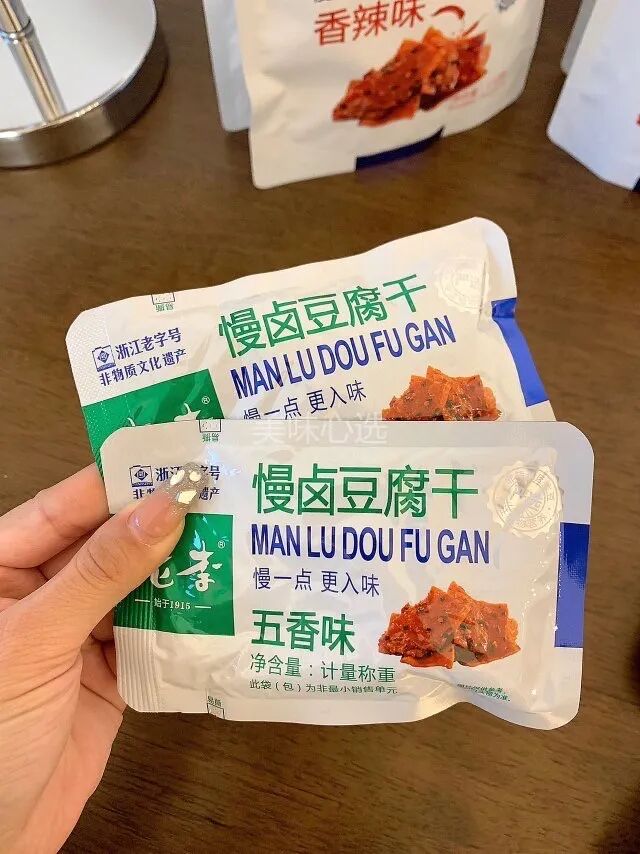 香辣味
浙江老字号
非物质文化遗产
慢卤豆腐干
MAN LU DOU FU GAN
慢一点 更入味
美味心选
易撕
浙江老字号
非 遗产
慢卤豆腐干
MAN LU DOU FU GAN
慢一点 更入味
老李®
始于1915
五香味
净含量：计量称重
此袋（包）为非最小销售单元